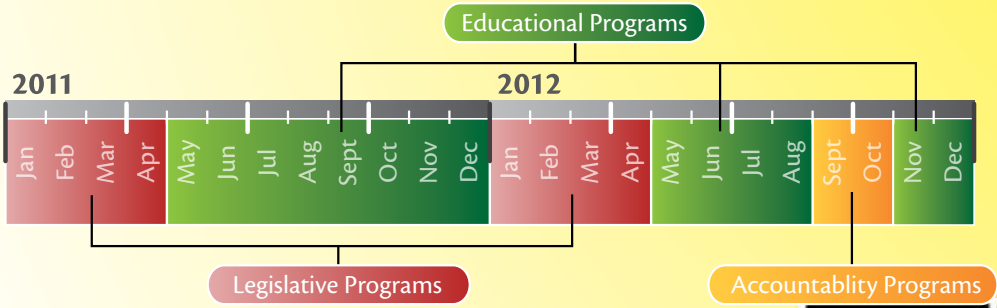 Educational Programs
2011 2012
Jan Feb Mar Apr May Jun Jul Aug Sept Oct Nov Dec Jan Feb Mar Apr May Jun Jul Aug Sept Oct Nov Dec
Legislative Programs Accountablity Programs